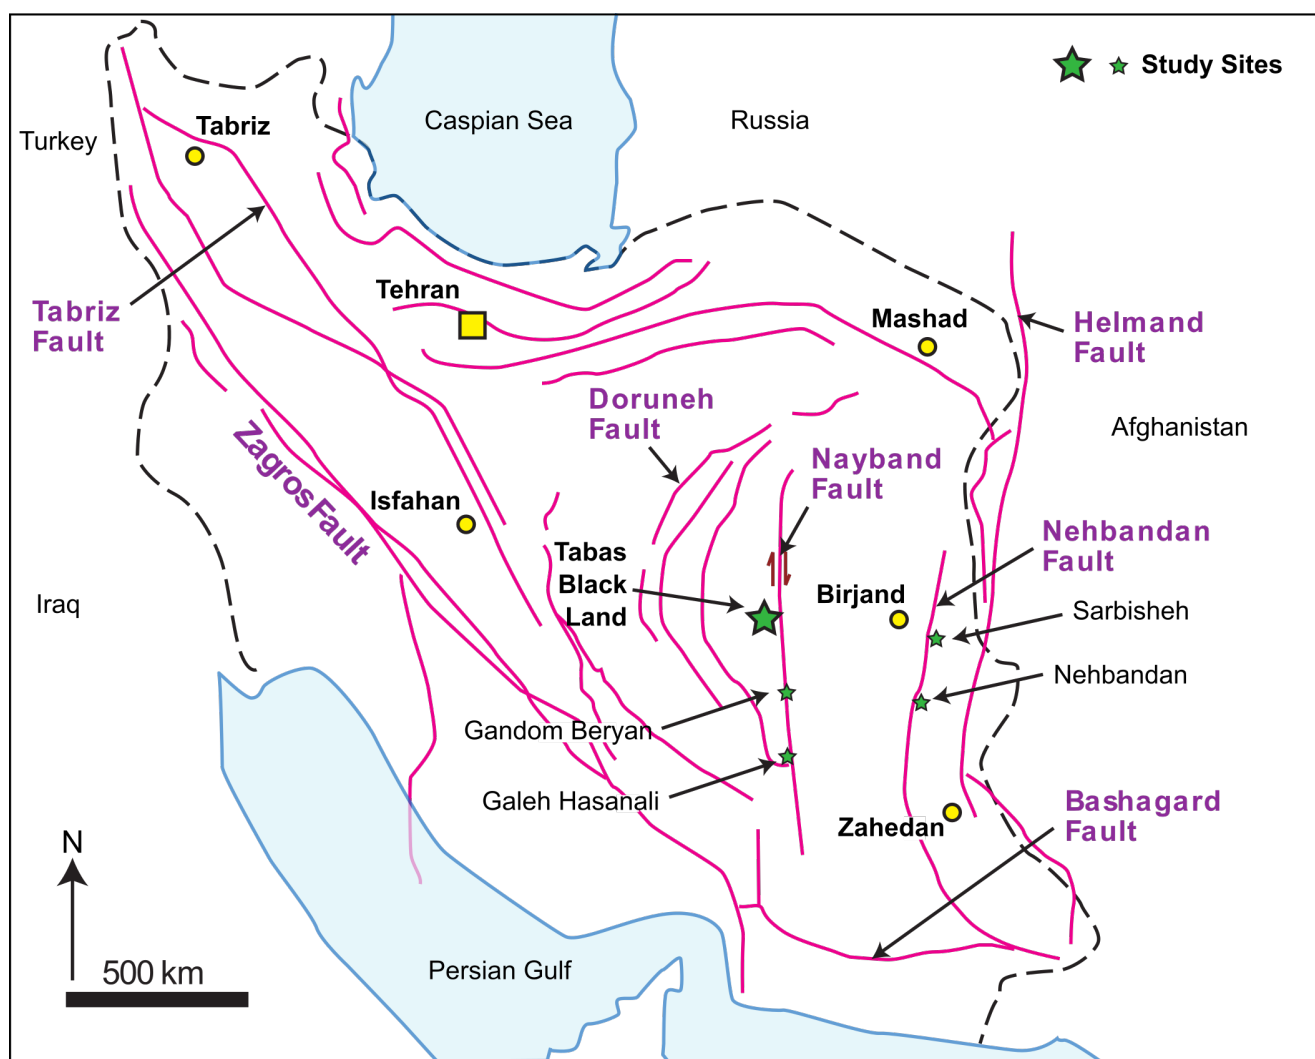 Study Sites
Caspian Sea
Russia
Turkey
Tabriz
Tehran
Mashad
Tabriz
Fault
Helmand
Fault
Doruneh
Fault
Afghanistan
Zagros Fault
Nayband
Fault
Isfahan
Nehbandan
Fault
Tabas
Black
Land
Birjand
Iraq
Sarbisheh
Nehbandan
Gandom Beryan
Galeh Hasanali
Bashagard
Fault
Zahedan
N
500 km
Persian Gulf